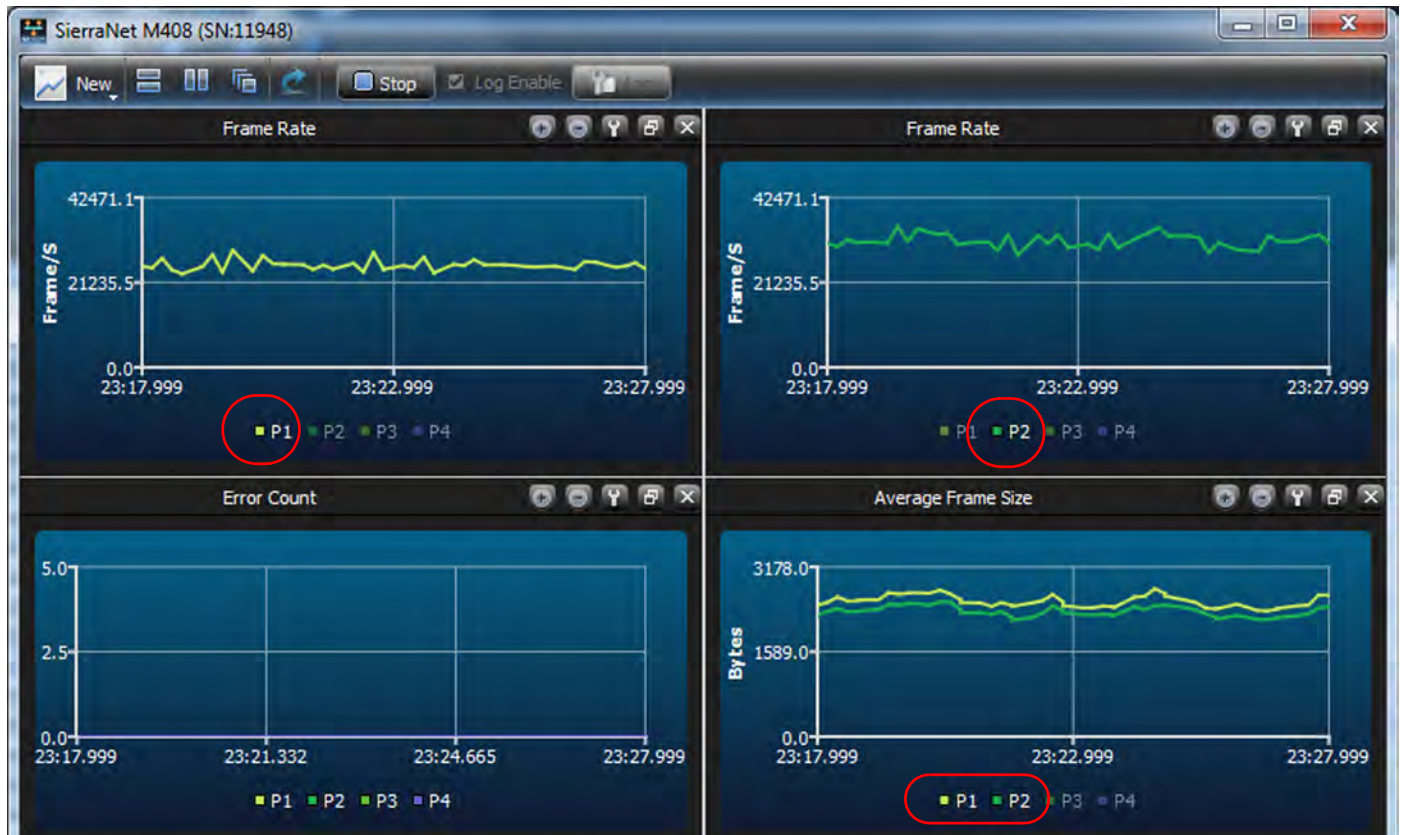 SierraNet M408 (SN:11948)
New Stop Log Enable
Frame Rate
Frame/S
42471.1
21235.5
0.0
23:17.999 23:22.999 23:27.999
P1 P2 P3 P4
Frame Rate
Frame/S
42471.1
21235.5
0.0
23:17.999 23:22.999 23:27.999
P1 P2 P3 P4
Error Count
5.0
2.5
0.0
23:17.999 23:21.332 23:24.665 23:27.999
P1 P2 P3 P4
Average Frame Size
Bytes
3178.0
1589.0
0.0
23:17.999 23:22.999 23:27.999
P1 P2 P3 P4